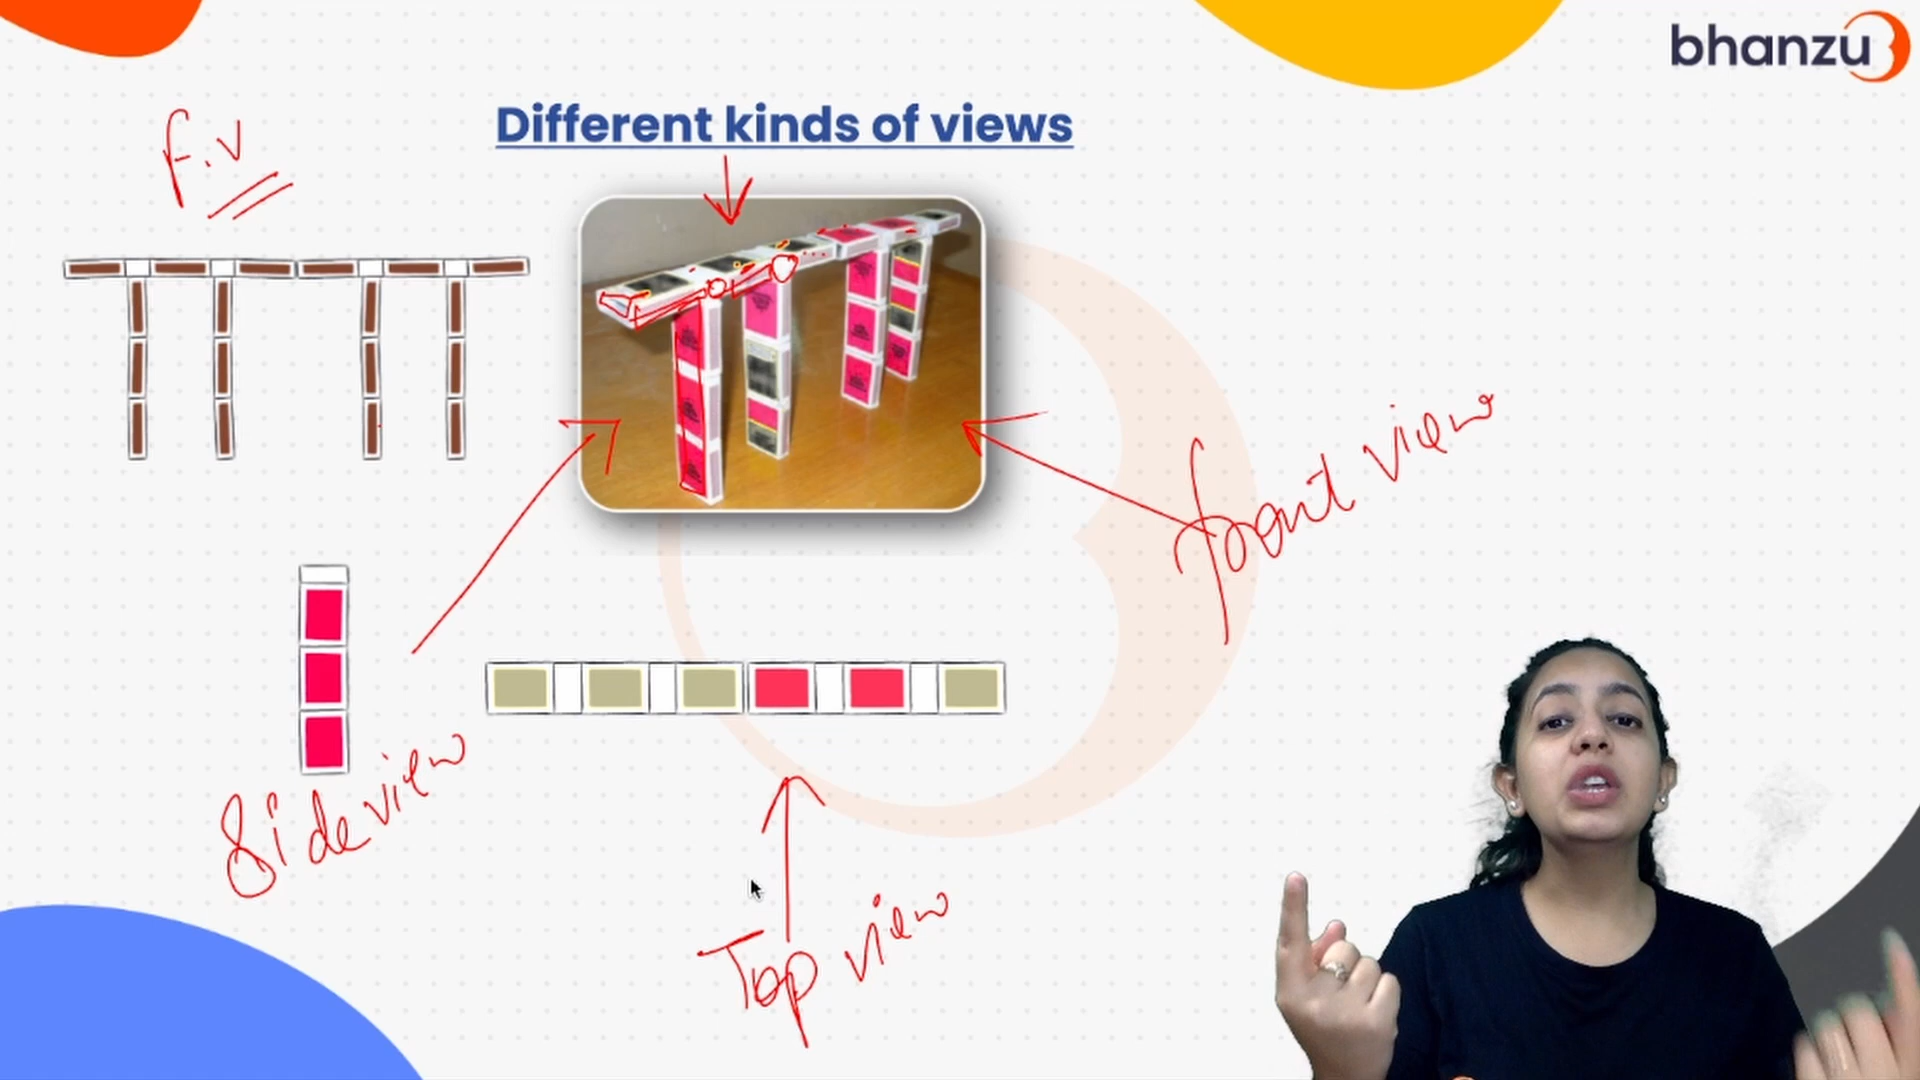 bhanzu
Different kinds of views
F.V
front view
Side view
Top view